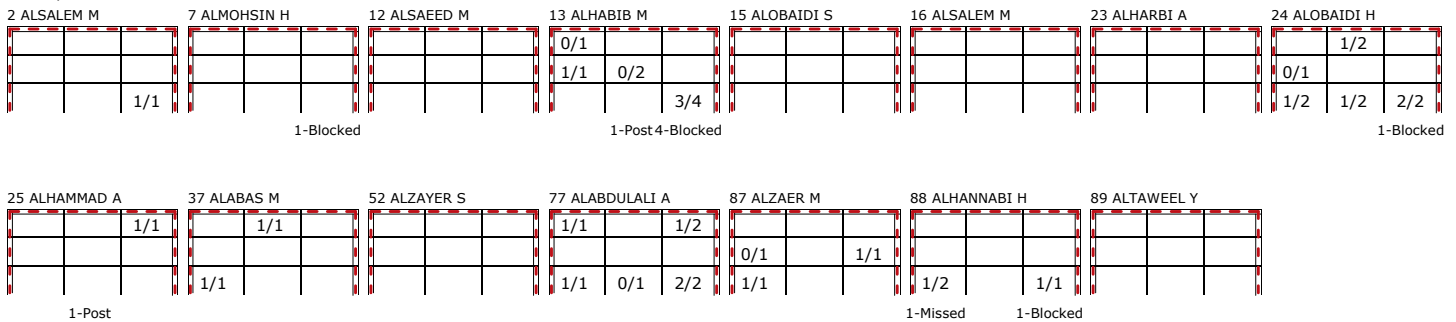 2 ALSALEM M 7 ALMOHSIN H 12 ALSAEED M 13 ALHABIB M 15 ALOBAIDI S 16 ALSALEM M 23 ALHARBI A 24 ALOBAIDI H
0/1 1/2
1/1 0/2 0/1
1/1 3/4 1/2 1/2 2/2
1-Blocked 1-Post 4-Blocked 1-Blocked
25 ALHAMMAD A 37 ALABAS M 52 ALZAYER S 77 ALABDULALI A 87 ALZAER M 88 ALHANNABI H 89 ALTAWEEL Y
1/1 1/1 1/1 1/2
0/1 1/1
1/1 1/1 0/1 2/2 1/1 1/2 1/1
1-Post 1-Missed 1-Blocked